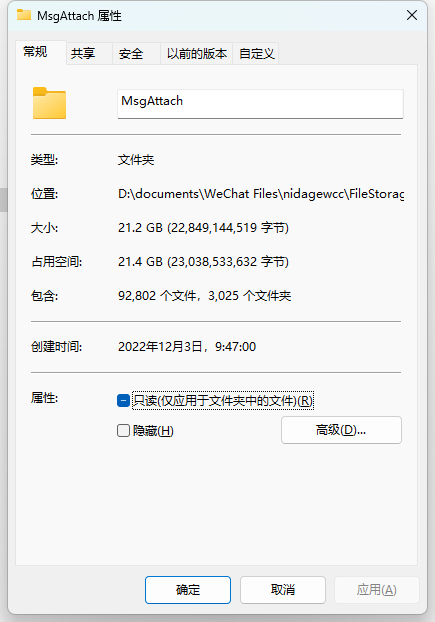 MsgAttach 属性
常规 共享 安全 以前的版本 自定义
MsgAttach
类型: 文件夹
位置: D:\documents\WeChat Files\nidagewcc\FileStorag
大小: 21.2 GB (22,849,144,519 字节)
占用空间: 21.4 GB (23,038,533,632 字节)
包含: 92,802 个文件，3,025 个文件夹
创建时间: 2022年12月3日，9:47:00
属性: 只读(仅应用于文件夹中的文件)(R)
隐藏(H) 高级(D)...
确定 取消 应用(A)